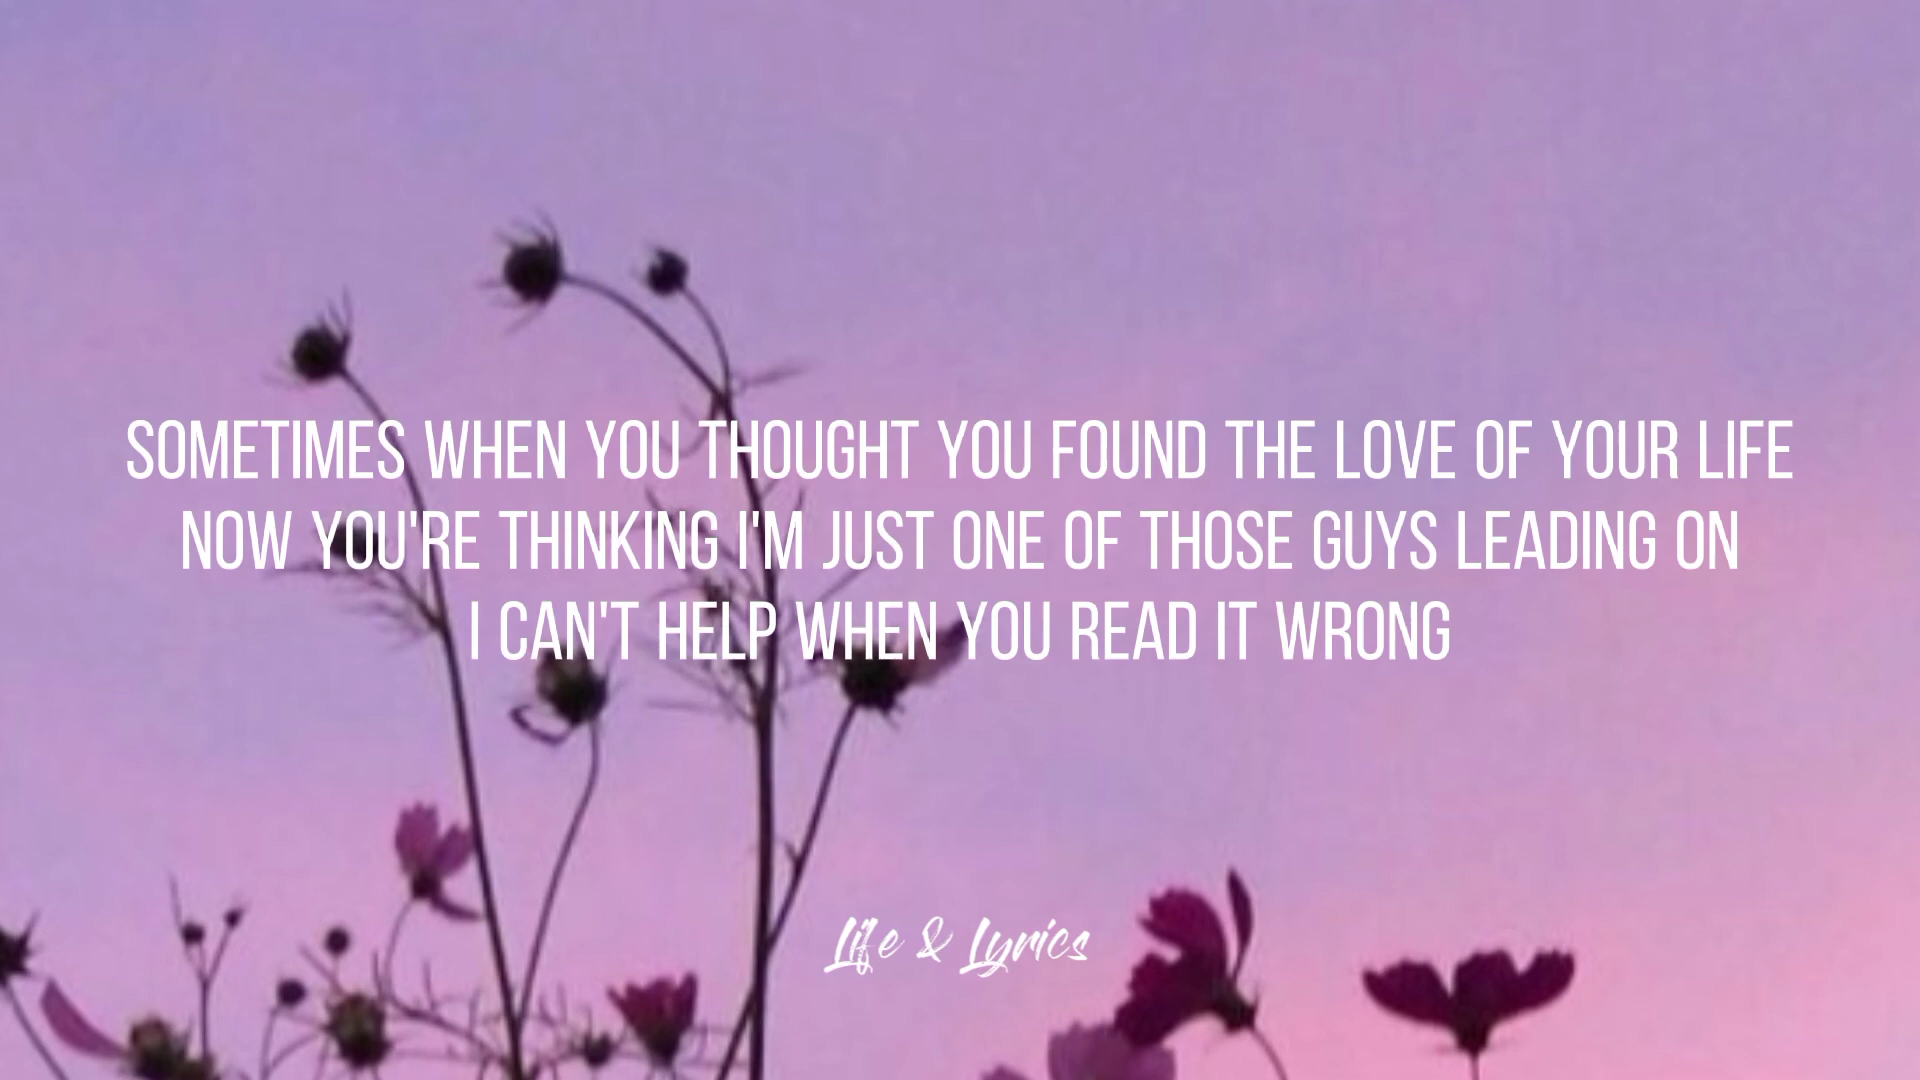 SOMETIMES WHEN YOU THOUGHT YOU FOUND THE LOVE OF YOUR LIFE
NOW YOU'RE THINKING I'M JUST ONE OF THOSE GUYS LEADING ON
I CAN'T HELP WHEN YOU READ IT WRONG
Life & Lyrics